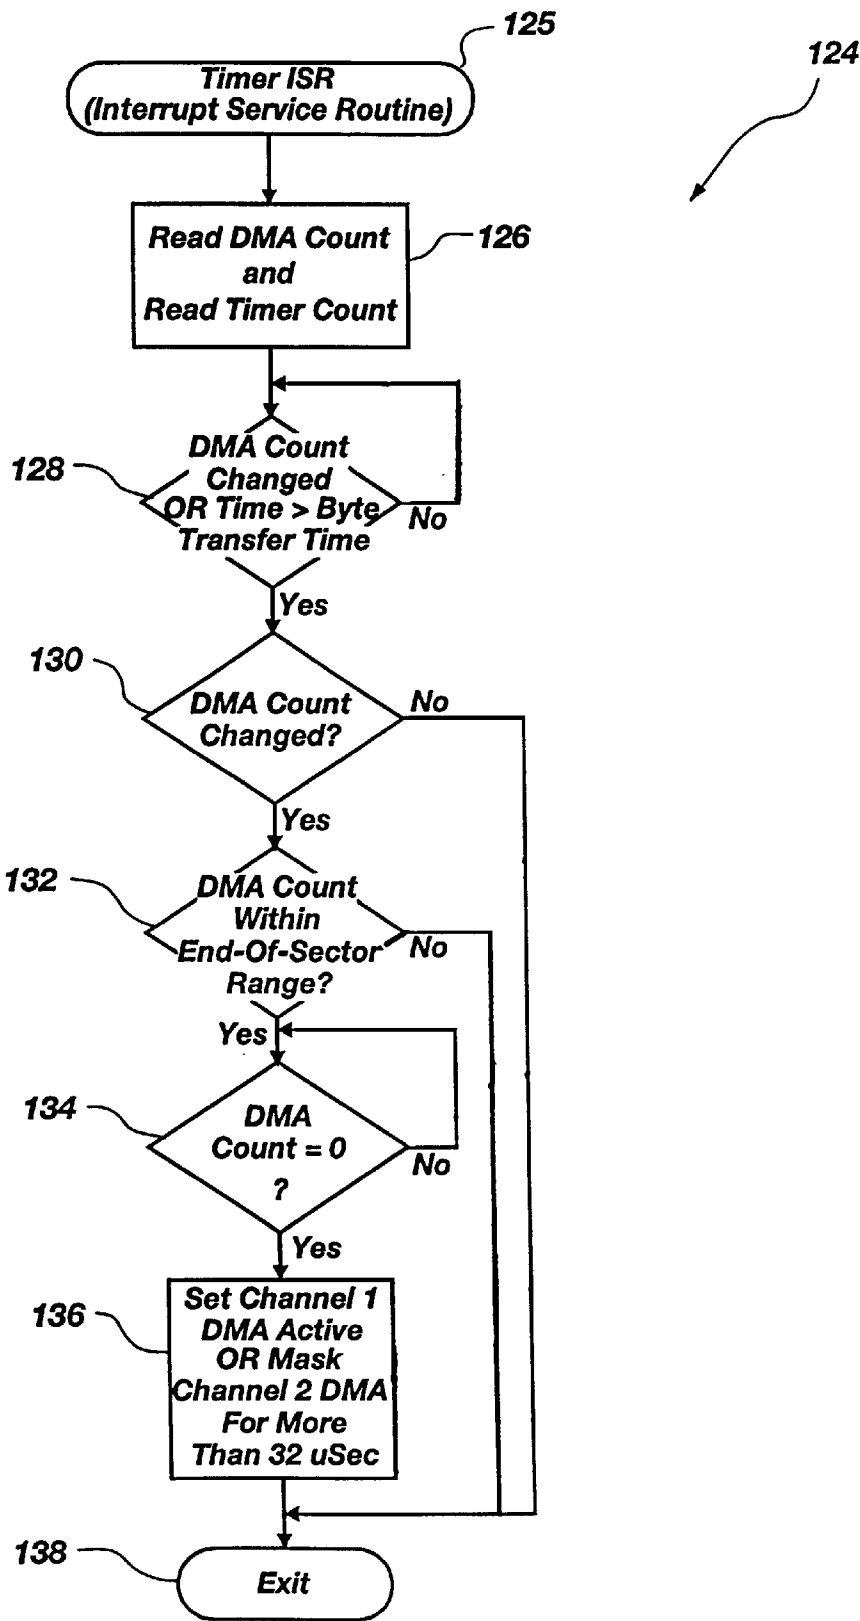 125
124
Timer ISR
(Interrupt Service Routine)
Read DMA Count
and
Read Timer Count
126
DMA Count
Changed
OR Time > Byte
Transfer Time
128
No
Yes
130
DMA Count
Changed?
No
Yes
132
DMA Count
Within
End-Of-Sector
Range?
No
Yes
134
DMA
Count = 0
?
No
Yes
136
Set Channel 1
DMA Active
OR Mask
Channel 2 DMA
For More
Than 32 uSec
138
Exit